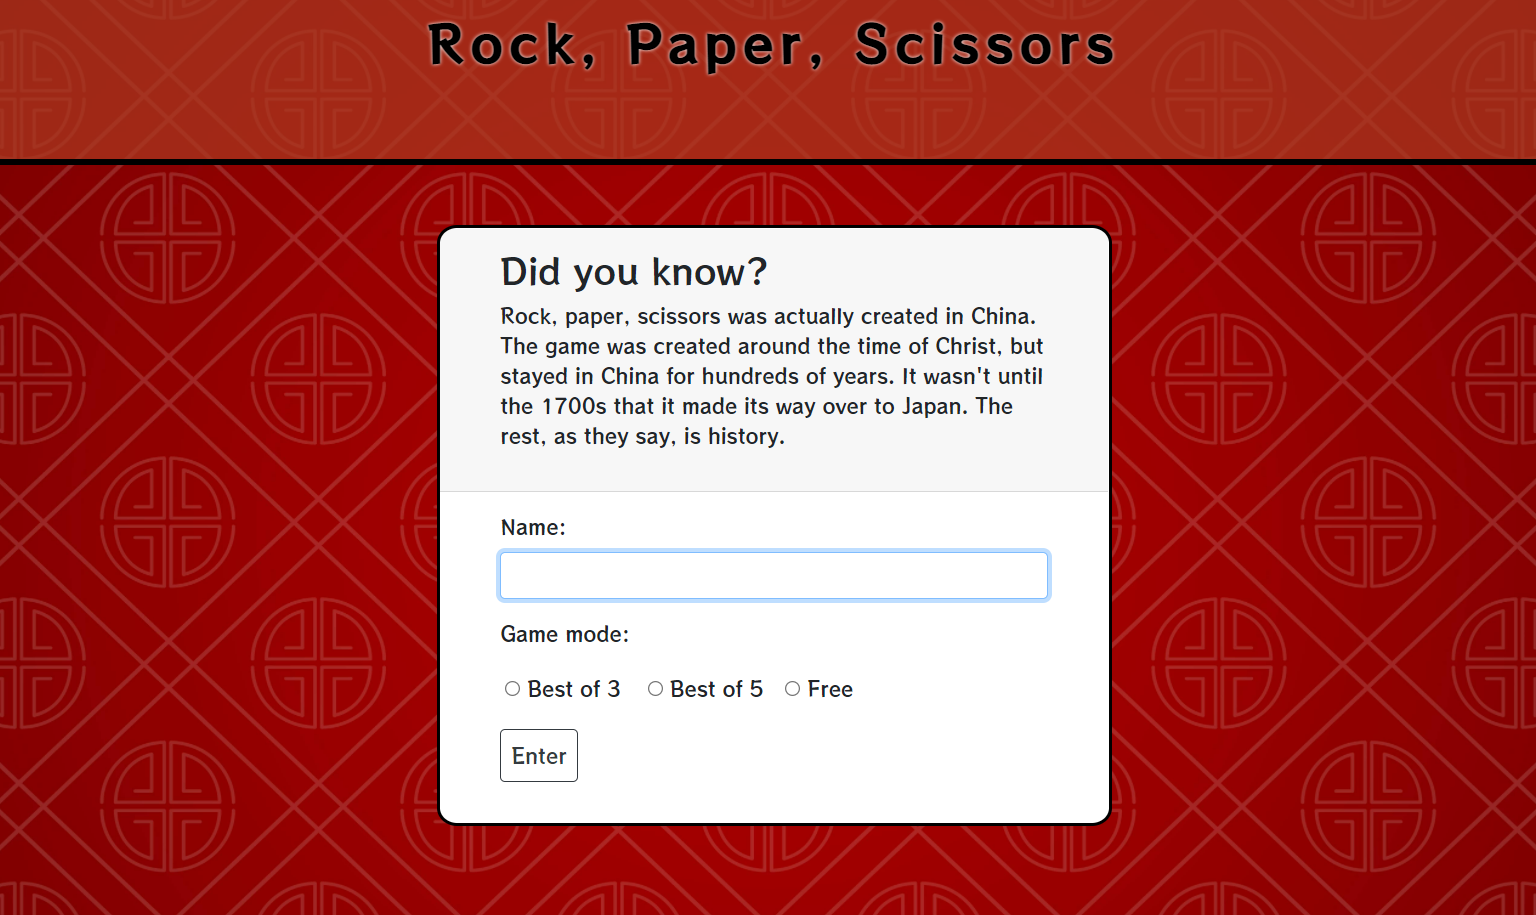 Rock, Paper, Scissors
Did you know?
Rock, paper, scissors was actually created in China.
The game was created around the time of Christ, but
stayed in China for hundreds of years. It wasn't until
the 1700s that it made its way over to Japan. The
rest, as they say, is history.
Name:
Game mode:
Best of 3 Best of 5 Free
Enter